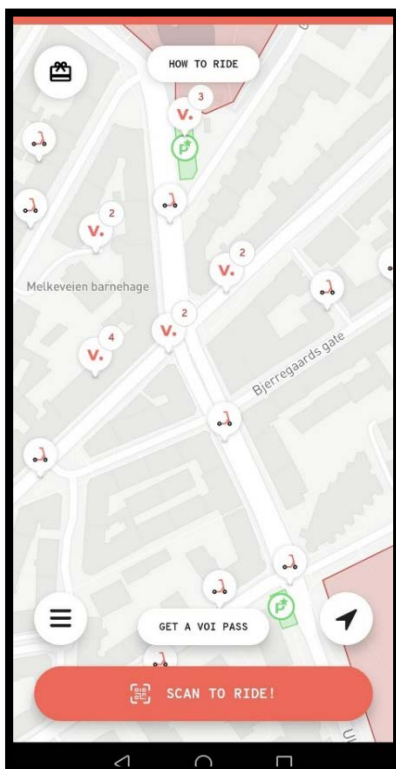 HOW TO RIDE
3
V.
P
2
V.
2
V.
Melkeveien barnehage
2
V.
4
V.
Bjerregaards gate
P
GET A VOI PASS
SCAN TO RIDE!